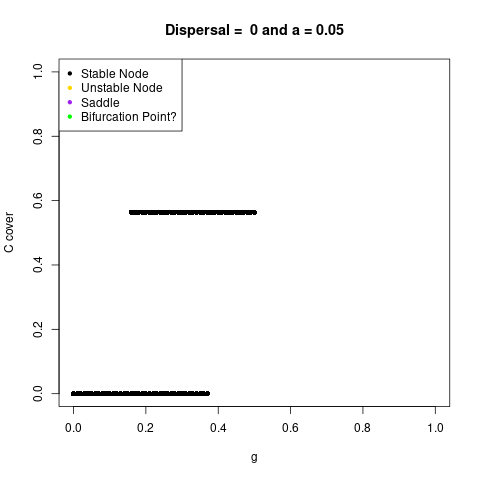 Dispersal =  0 and a = 0.05
Stable Node
Unstable Node
Saddle
Bifurcation Point?
C cover
1.0
0.8
0.6
0.4
0.2
0.0
0.0 0.2 0.4 0.6 0.8 1.0
g